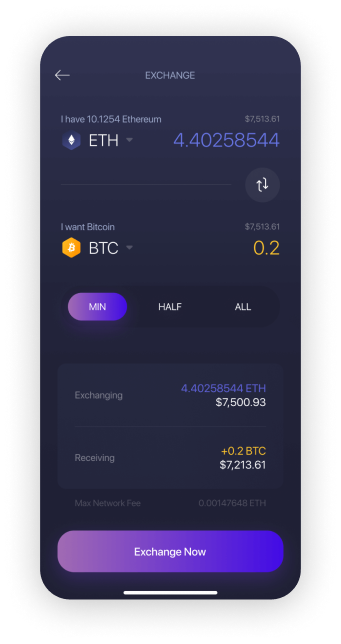 EXCHANGE
I have 10.1254 Ethereum $7,513.61
ETH 4.40258544
I want Bitcoin $7,513.61
BTC 0.2
MIN HALF ALL
Exchanging 4.40258544 ETH
$7,500.93
Receiving +0.2 BTC
$7,213.61
Max Network Fee 0.00147648 ETH
Exchange Now